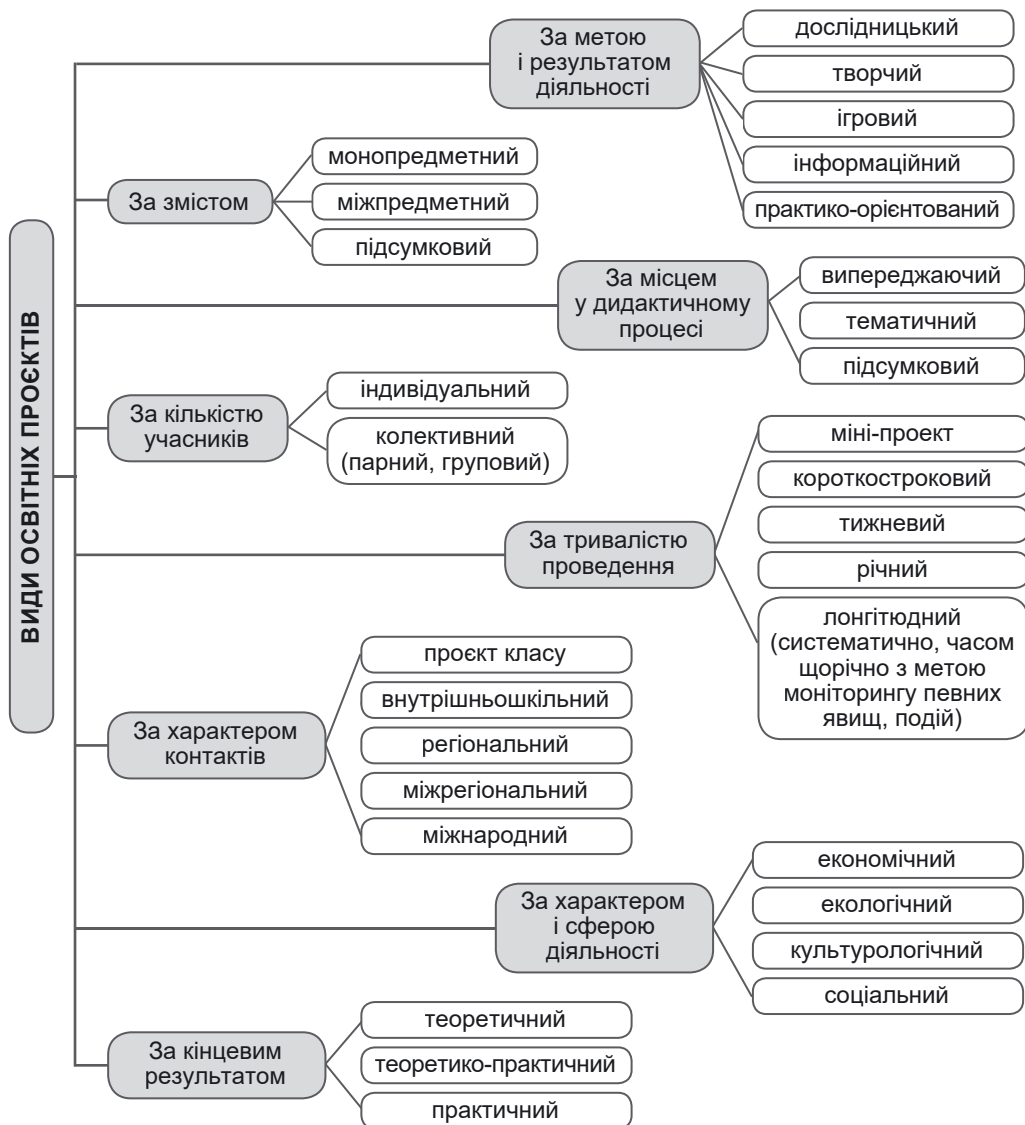 ВИДИ ОСВІТНІХ ПРОЄКТІВ
За метою
і результатом
діяльності
дослідницький
творчий
ігровий
інформаційний
практико-орієнтований
За змістом
монопредметний
міжпредметний
підсумковий
За місцем
у дидактичному
процесі
випереджаючий
тематичний
підсумковий
За кількістю
учасників
індивідуальний
колективний
(парний, груповий)
За тривалістю
проведення
міні-проект
короткостроковий
тижневий
річний
лонгітюдний
(систематично, часом
щорічно з метою
моніторингу певних
явищ, подій)
За характером
контактів
проєкт класу
внутрішньошкільний
регіональний
міжрегіональний
міжнародний
За характером
і сферою
діяльності
економічний
екологічний
культурологічний
соціальний
За кінцевим
результатом
теоретичний
теоретико-практичний
практичний